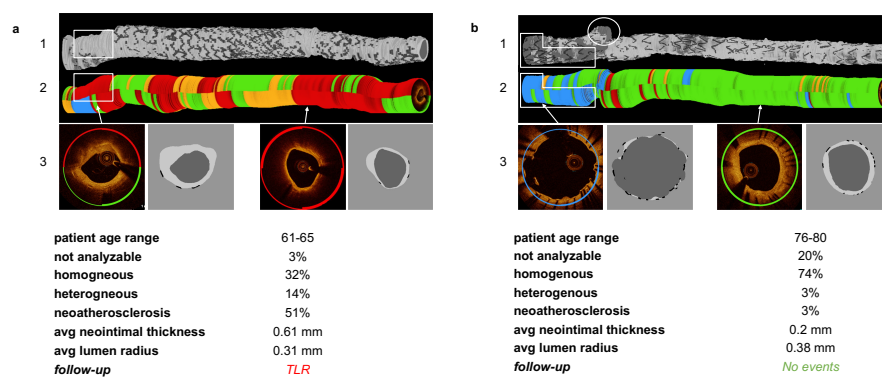 a
1
2
3
patient age range 61-65
not analyzable 3%
homogneous 32%
heterogneous 14%
neoatherosclerosis 51%
avg neointimal thickness 0.61 mm
avg lumen radius 0.31 mm
follow-up TLR
b
1
2
3
patient age range 76-80
not analyzable 20%
homogenous 74%
heterogenous 3%
neoatherosclerosis 3%
avg neointimal thickness 0.2 mm
avg lumen radius 0.38 mm
follow-up No events